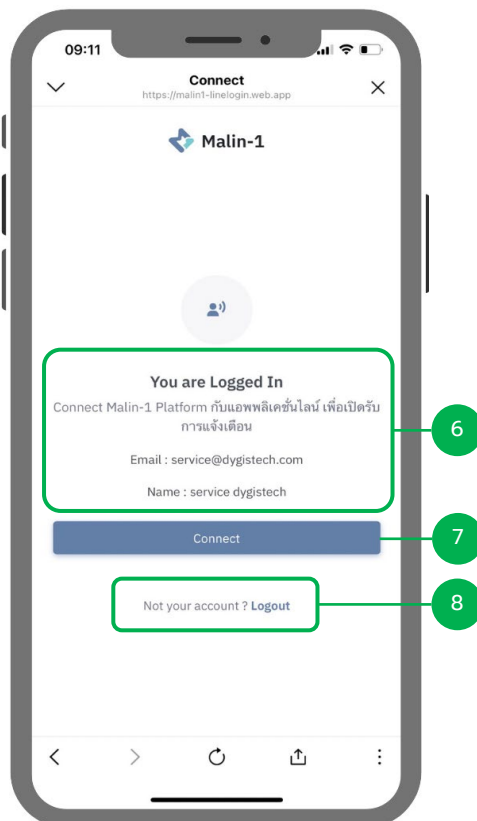 09:11
Connect
https://malin1-linelogin.web.app
Malin-1
You are Logged In
Connect Malin-1 Platform กับแอพพลิเคชั่นไลน์ เพื่อเปิดรับ
การแจ้งเตือน
6
Email : service@dygistech.com
Name : service dygistech
Connect
7
Not your account ? Logout
8